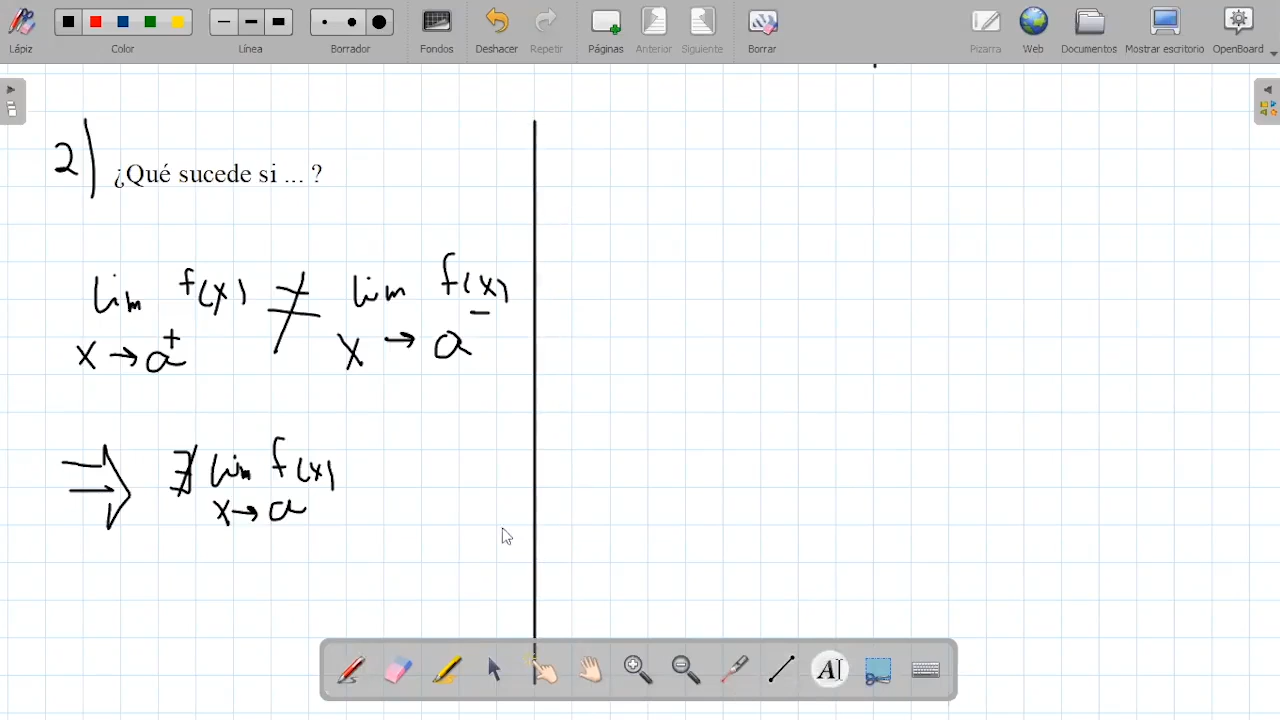 Lápiz Color Línea Borrador Fondos Deshacer Repetir Páginas Anterior Siguiente Borrar Pizarra Web Documentos Mostrar escritorio OpenBoard
2) ¿Qué sucede si ... ?
lim f(x) ≠ lim f(x)
x → a⁺ x → a⁻
⇒ ∄ lim f(x)
x → a
A